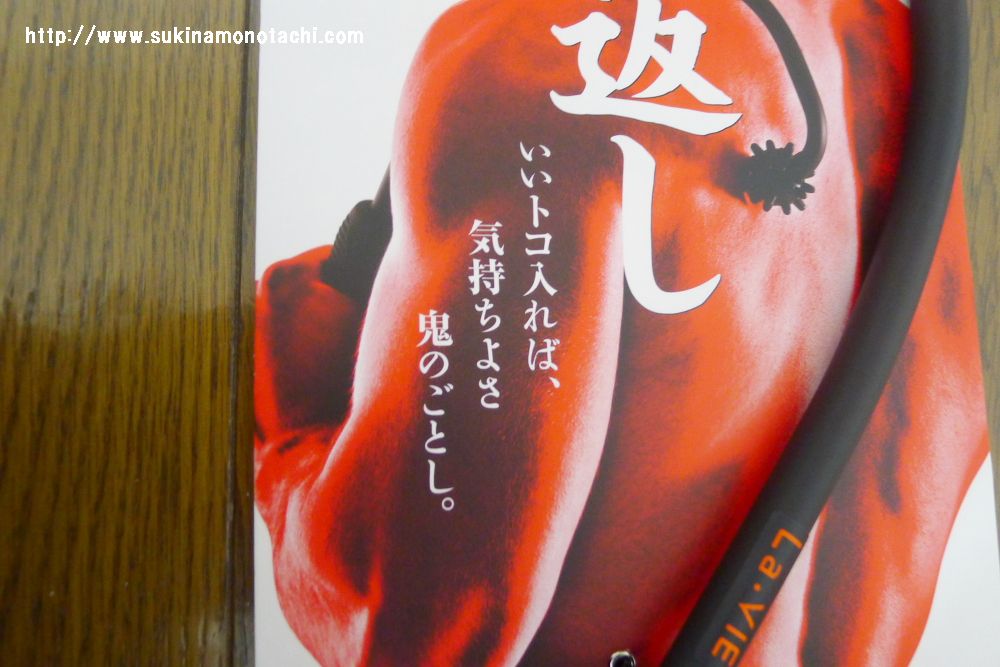 http://www.sukinamonotachi.com
返し
いいトコ入れば、
気持ちよさ
鬼のごとし。
La・VIE